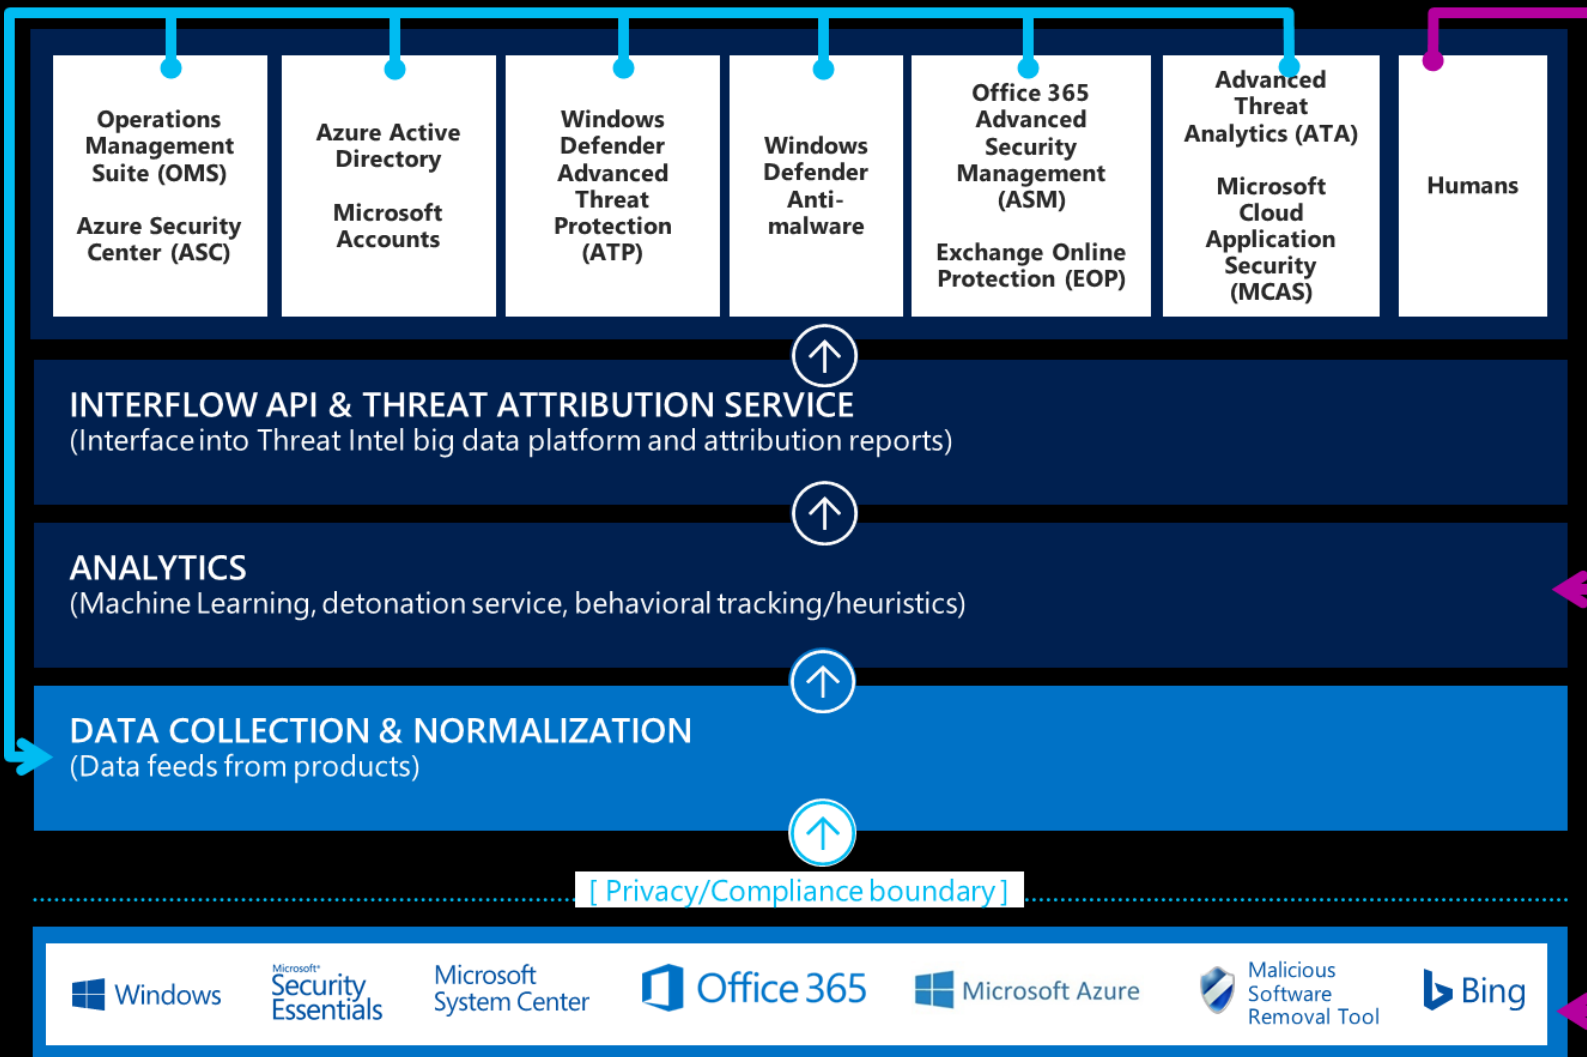 Operations
Management
Suite (OMS)
Azure Security
Center (ASC)
Azure Active
Directory
Microsoft
Accounts
Windows
Defender
Advanced
Threat
Protection
(ATP)
Windows
Defender
Anti-
malware
Office 365
Advanced
Security
Management
(ASM)
Exchange Online
Protection (EOP)
Advanced
Threat
Analytics (ATA)
Microsoft
Cloud
Application
Security
(MCAS)
Humans
INTERFLOW API & THREAT ATTRIBUTION SERVICE
(Interface into Threat Intel big data platform and attribution reports)
ANALYTICS
(Machine Learning, detonation service, behavioral tracking/heuristics)
DATA COLLECTION & NORMALIZATION
(Data feeds from products)
[ Privacy/Compliance boundary ]
Windows
Microsoft*
Security
Essentials
Microsoft
System Center
Office 365
Microsoft Azure
Malicious
Software
Removal Tool
Bing